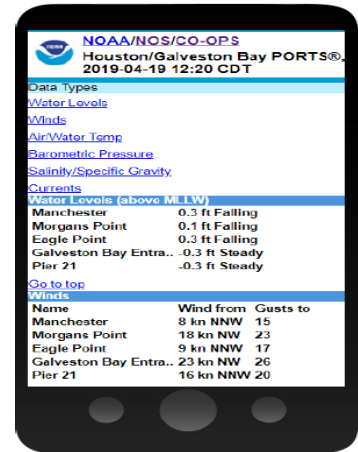 NOAA/NOS/CO-OPS
Houston/Galveston Bay PORTS®,
2019-04-19 12:20 CDT
Data Types
Water Levels
Winds
Air/Water Temp
Barometric Pressure
Salinity/Specific Gravity
Currents
Water Levels (above MLLW)
Manchester 0.3 ft Falling
Morgans Point 0.1 ft Falling
Eagle Point 0.3 ft Falling
Galveston Bay Entra.. -0.3 ft Steady
Pier 21 -0.3 ft Steady
Go to top
Winds
Name Wind from Gusts to
Manchester 8 kn NNW 15
Morgans Point 18 kn NW 23
Eagle Point 9 kn NNW 17
Galveston Bay Entra.. 23 kn NW 26
Pier 21 16 kn NNW 20